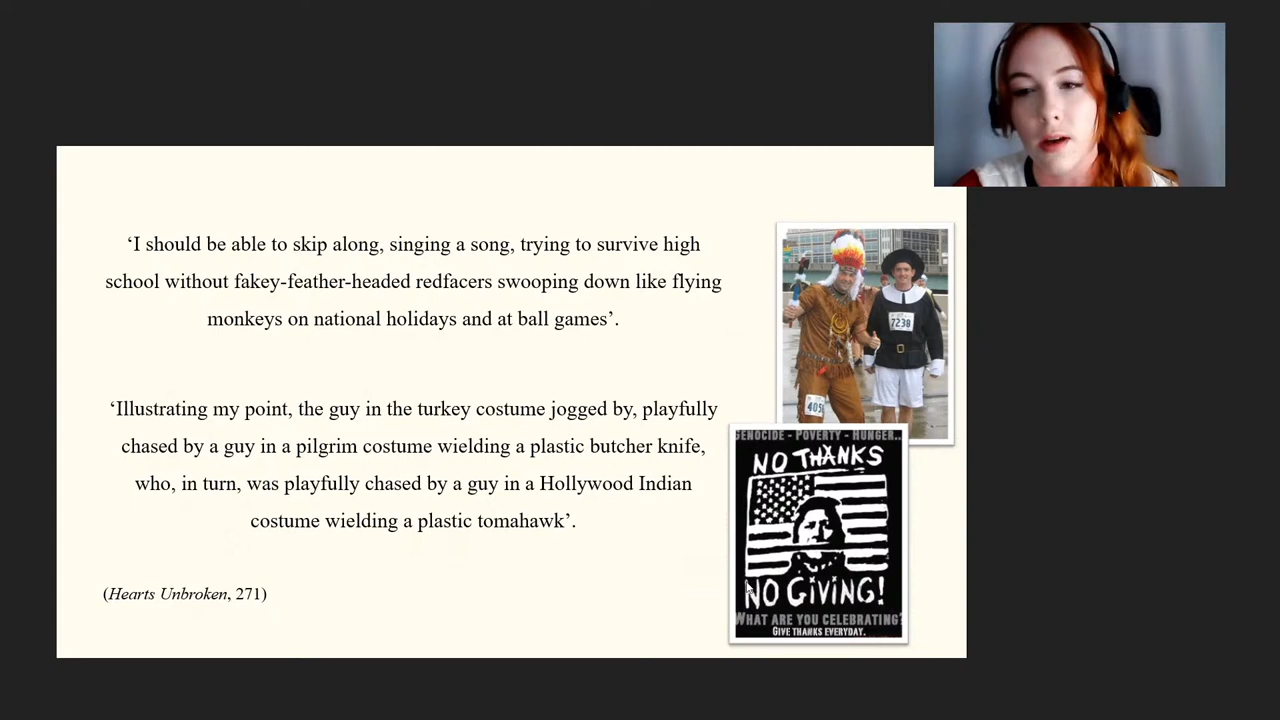 ‘I should be able to skip along, singing a song, trying to survive high
school without fakey-feather-headed redfacers swooping down like flying
monkeys on national holidays and at ball games’.
‘Illustrating my point, the guy in the turkey costume jogged by, playfully
chased by a guy in a pilgrim costume wielding a plastic butcher knife,
who, in turn, was playfully chased by a guy in a Hollywood Indian
costume wielding a plastic tomahawk’.
(Hearts Unbroken, 271)
7238
405
GENOCIDE - POVERTY - HUNGER..
NO THANKS
NO GIVING!
WHAT ARE YOU CELEBRATING?
GIVE THANKS EVERYDAY.